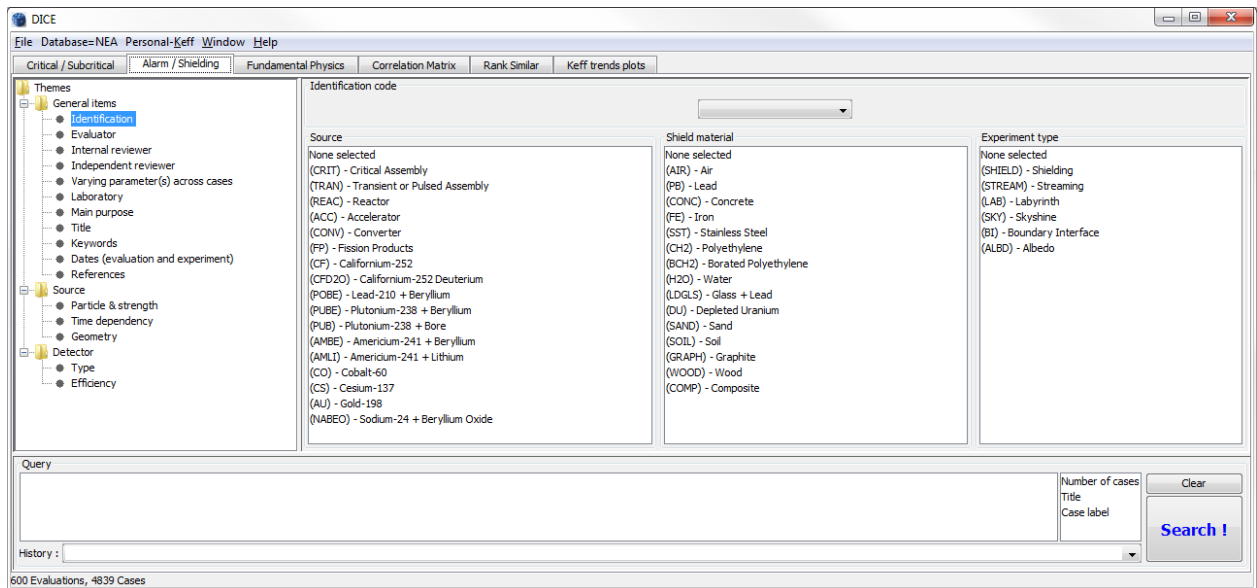 DICE
File Database=NEA Personal-Keff Window Help
Critical / Subcritical
Alarm / Shielding
Fundamental Physics
Correlation Matrix
Rank Similar
Keff trends plots
Themes
General items
Identification
Evaluator
Internal reviewer
Independent reviewer
Varying parameter(s) across cases
Laboratory
Main purpose
Title
Keywords
Dates (evaluation and experiment)
References
Source
Particle & strength
Time dependency
Geometry
Detector
Type
Efficiency
Identification code
Source
None selected
(CRIT) - Critical Assembly
(TRAN) - Transient or Pulsed Assembly
(REAC) - Reactor
(ACC) - Accelerator
(CONV) - Converter
(FP) - Fission Products
(CF) - Californium-252
(CFD2O) - Californium-252 Deuterium
(POBE) - Lead-210 + Beryllium
(PUBE) - Plutonium-238 + Beryllium
(PUB) - Plutonium-238 + Bore
(AMBE) - Americium-241 + Beryllium
(AMLI) - Americium-241 + Lithium
(CO) - Cobalt-60
(CS) - Cesium-137
(AU) - Gold-198
(NABEO) - Sodium-24 + Beryllium Oxide
Shield material
None selected
(AIR) - Air
(PB) - Lead
(CONC) - Concrete
(FE) - Iron
(SST) - Stainless Steel
(CH2) - Polyethylene
(BCH2) - Borated Polyethylene
(H2O) - Water
(LDGLS) - Glass + Lead
(DU) - Depleted Uranium
(SAND) - Sand
(SOIL) - Soil
(GRAPH) - Graphite
(WOOD) - Wood
(COMP) - Composite
Experiment type
None selected
(SHIELD) - Shielding
(STREAM) - Streaming
(LAB) - Labyrinth
(SKY) - Skyshine
(BI) - Boundary Interface
(ALBD) - Albedo
Query
Number of cases
Title
Case label
Clear
Search !
History :
600 Evaluations, 4839 Cases